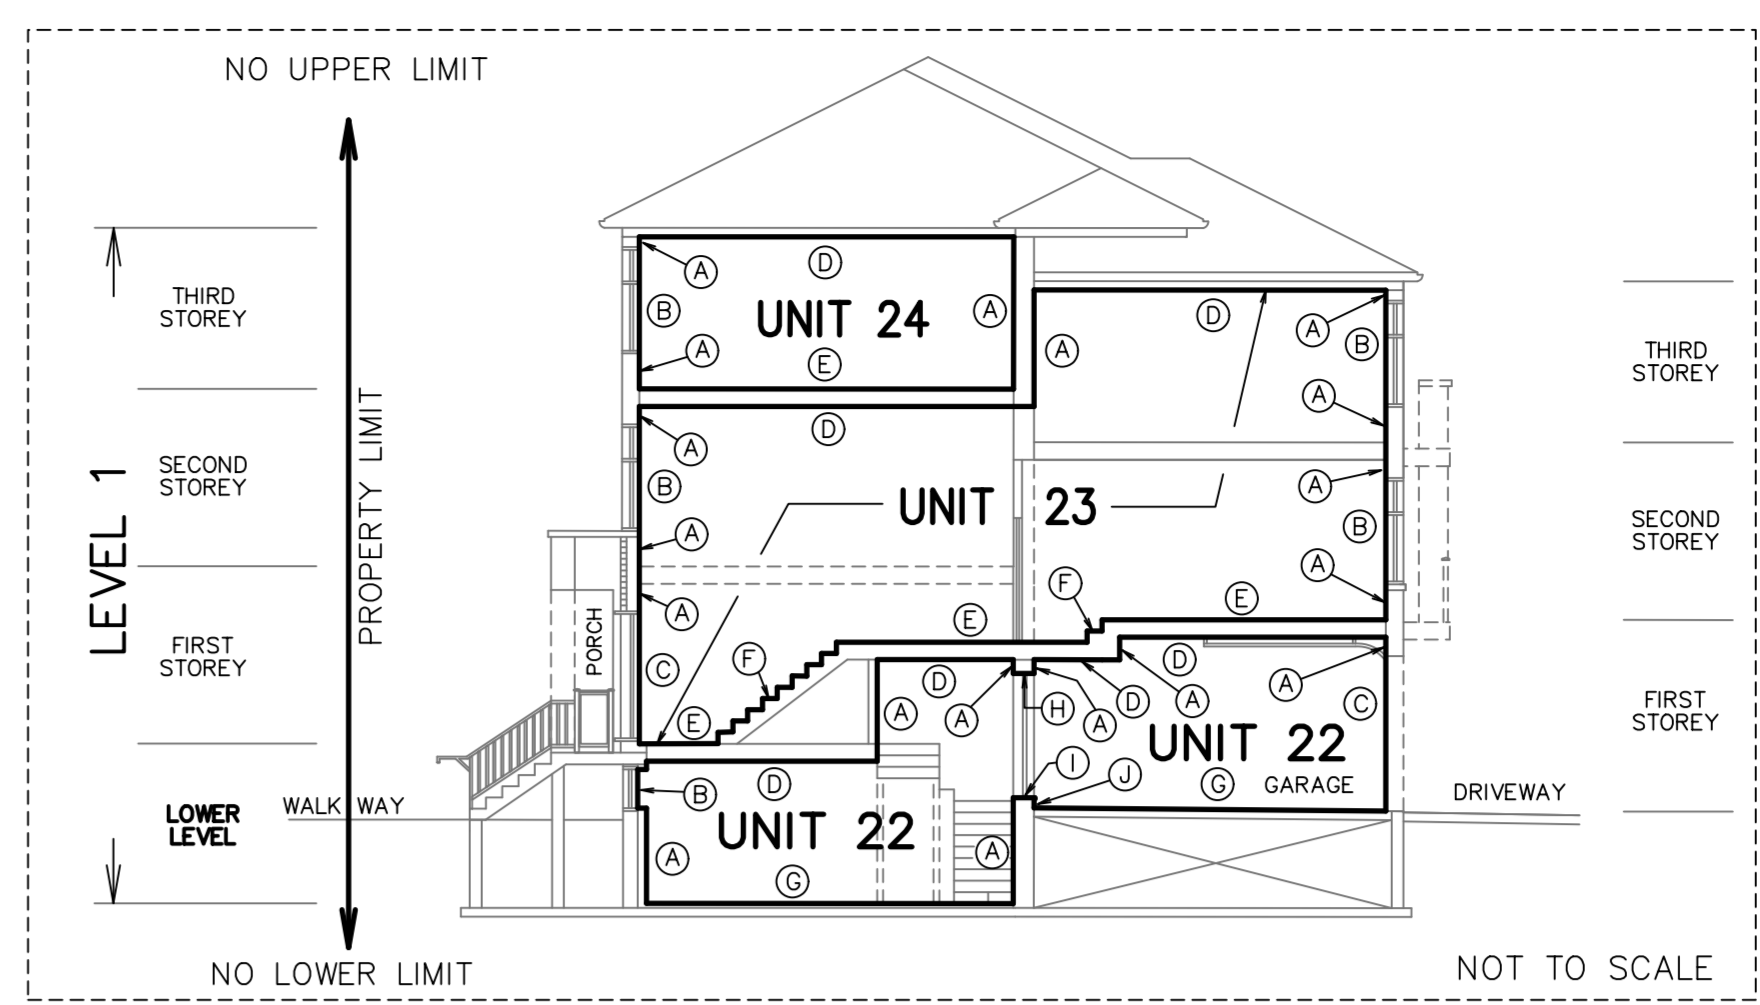 NO UPPER LIMIT
LEVEL 1
THIRD
STOREY
SECOND
STOREY
FIRST
STOREY
LOWER
LEVEL
PROPERTY LIMIT
WALK WAY
PORCH
A
D
B
UNIT 24
A
A
E
D
A
A
B
A
D
A
B
A
UNIT 23
A
A
B
A
F
E
A
E
C
F
E
D
A
A
H
A
D
A
D
A
C
UNIT 22
GARAGE
I
J
G
B
D
UNIT 22
A
A
G
THIRD
STOREY
SECOND
STOREY
FIRST
STOREY
DRIVEWAY
NO LOWER LIMIT
NOT TO SCALE